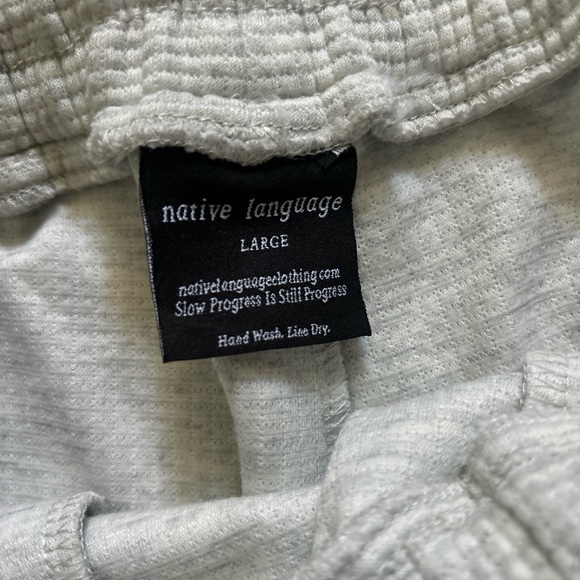 native language
LARGE
nativelanguageclothing.com
Slow Progress Is Still Progress
Hand Wash. Line Dry.